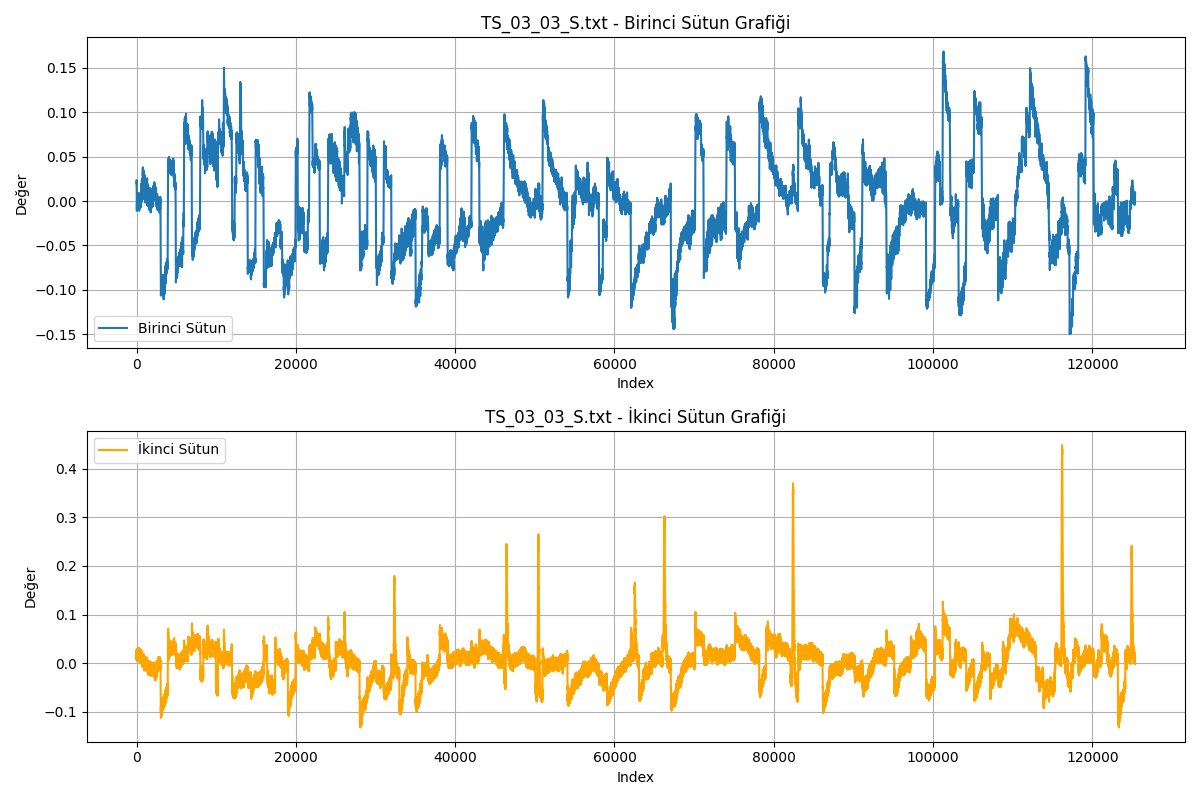 TS_03_03_S.txt - Birinci Sütun Grafiği
0.15
0.10
0.05
0.00
−0.05
−0.10
−0.15
Değer
Birinci Sütun
0 20000 40000 60000 80000 100000 120000
Index
TS_03_03_S.txt - İkinci Sütun Grafiği
İkinci Sütun
0.4
0.3
0.2
0.1
0.0
−0.1
Değer
0 20000 40000 60000 80000 100000 120000
Index